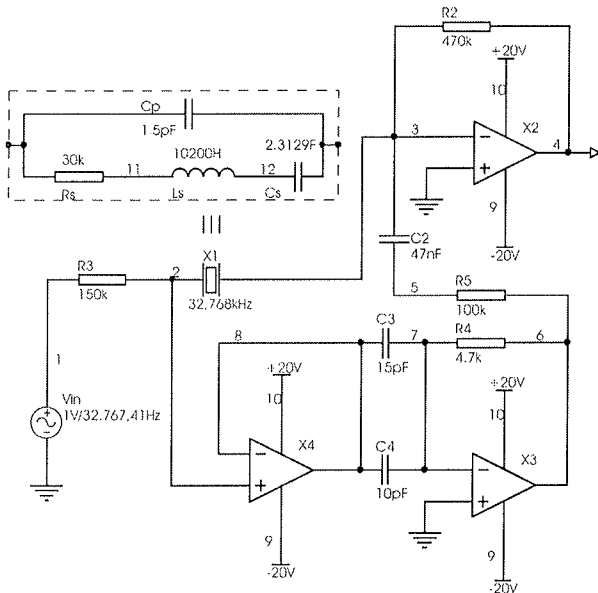 R2
470k
+20V
10
X2
3
4
9
-20V
Cp
1.5pF
2.3129F
30k
11
10200H
12
Rs
Ls
Cs
C2
47nF
X1
R3
2
150k
32,768kHz
5
R5
100k
C3
15pF
7
R4
4.7k
6
8
1
Vin
1V/32.767,41Hz
+20V
10
X4
C4
10pF
+20V
10
X3
9
-20V
9
-20V